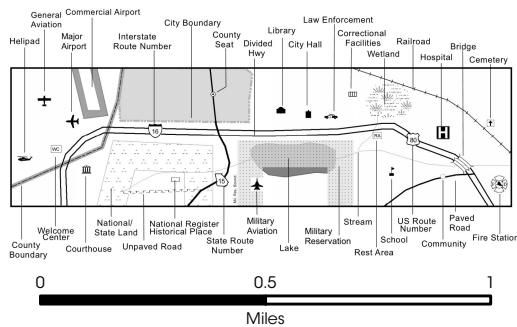 General
Aviation
Commercial Airport
Helipad
Major
Airport
Interstate
Route Number
City Boundary
County
Seat
Divided
Hwy
Library
City Hall
Law Enforcement
Correctional
Facilities
Wetland
Railroad
Hospital
Bridge
Cemetery
16
80
WC
RA
15
County
Boundary
Welcome
Center
Courthouse
National/
State Land
Unpaved Road
National Register
Historical Place
State Route
Number
Military
Aviation
Lake
Military
Reservation
Stream
Rest Area
School
US Route
Number
Community
Paved
Road
Fire Station
0
0.5
1
Miles